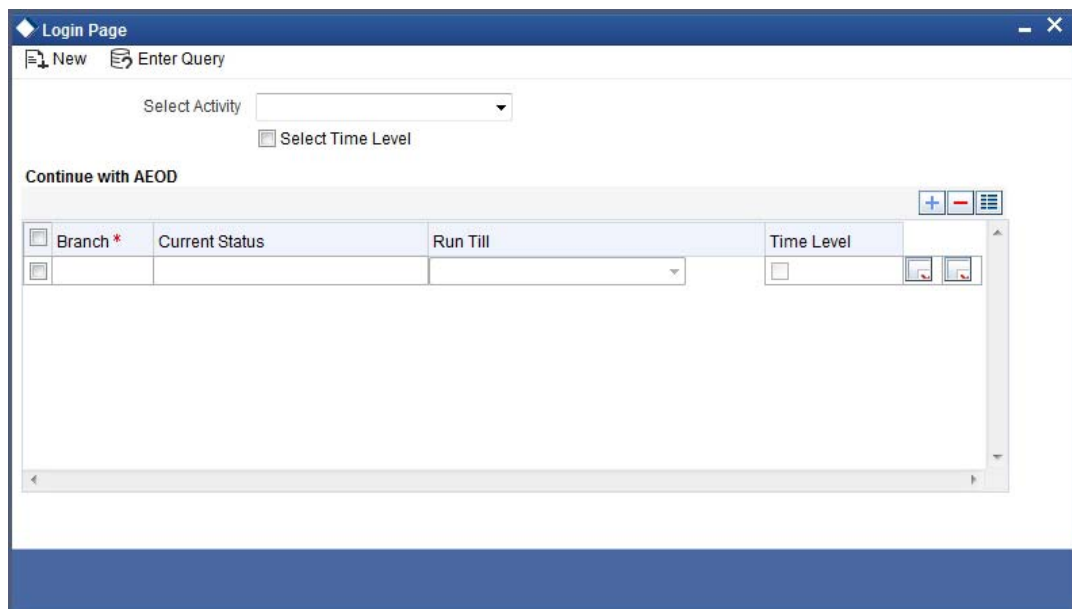 Login Page
New Enter Query
Select Activity
Select Time Level
Continue with AEOD
Branch * Current Status Run Till Time Level